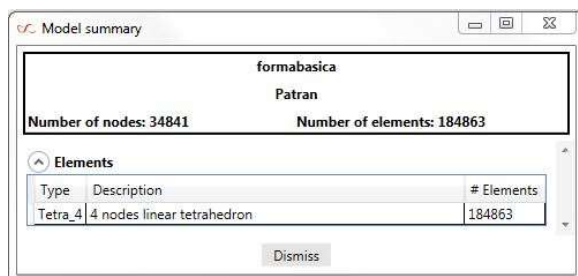 Model summary
formabasica
Patran
Number of nodes: 34841 Number of elements: 184863
Elements
Type Description # Elements
Tetra_4 4 nodes linear tetrahedron 184863
Dismiss